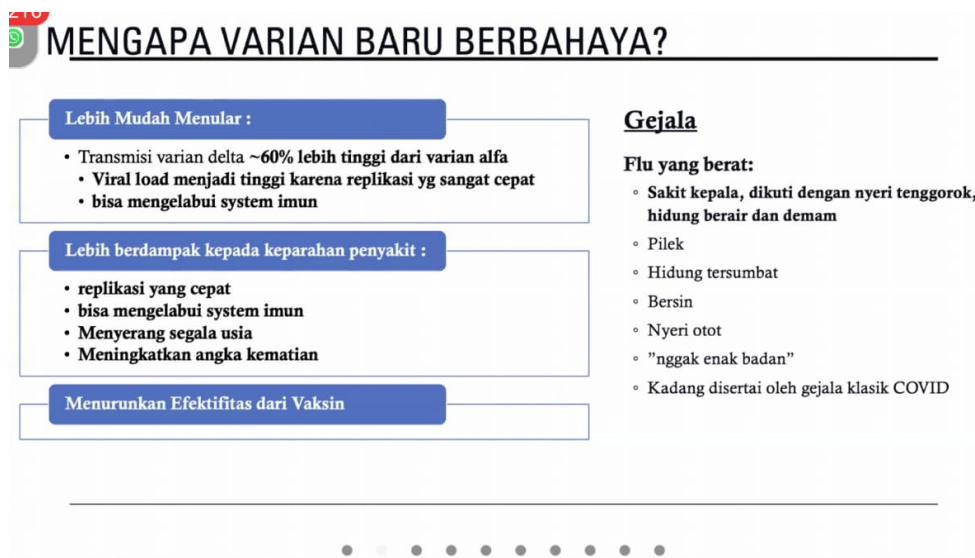 MENGAPA VARIAN BARU BERBAHAYA?
Lebih Mudah Menular :
• Transmisi varian delta ~60% lebih tinggi dari varian alfa
• Viral load menjadi tinggi karena replikasi yg sangat cepat
• bisa mengelabui system imun
Lebih berdampak kepada keparahan penyakit :
• replikasi yang cepat
• bisa mengelabui system imun
• Menyerang segala usia
• Meningkatkan angka kematian
Menurunkan Efektifitas dari Vaksin
Gejala
Flu yang berat:
◦ Sakit kepala, dikuti dengan nyeri tenggorok,
hidung berair dan demam
◦ Pilek
◦ Hidung tersumbat
◦ Bersin
◦ Nyeri otot
◦ ”nggak enak badan”
◦ Kadang disertai oleh gejala klasik COVID